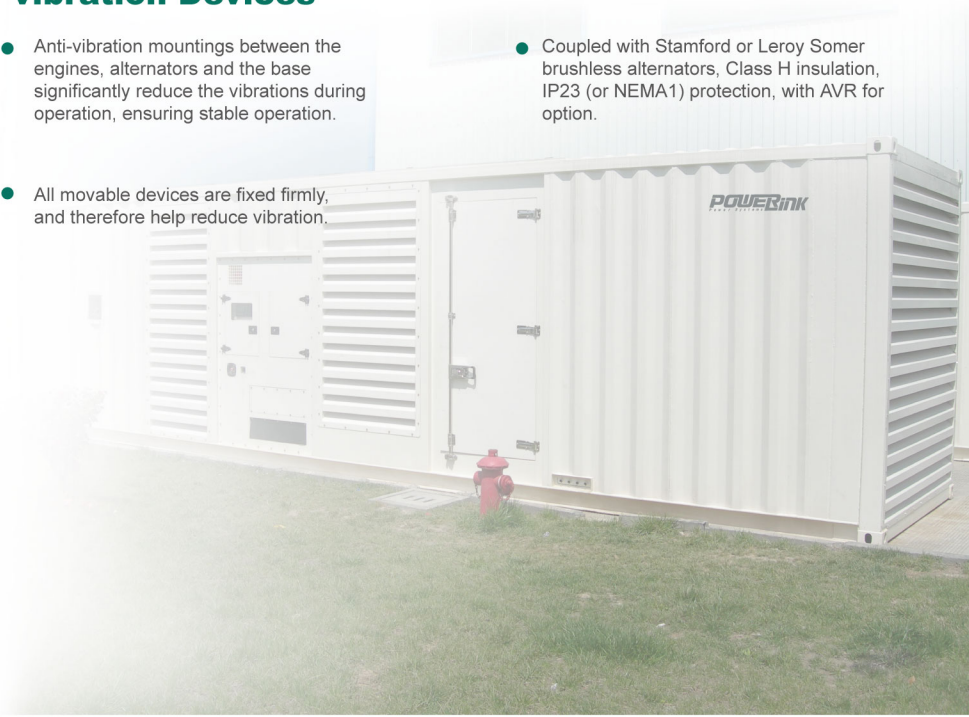 Vibration Devices
Anti-vibration mountings between the
engines, alternators and the base
significantly reduce the vibrations during
operation, ensuring stable operation.
All movable devices are fixed firmly,
and therefore help reduce vibration.
Coupled with Stamford or Leroy Somer
brushless alternators, Class H insulation,
IP23 (or NEMA1) protection, with AVR for
option.
POWERLINK